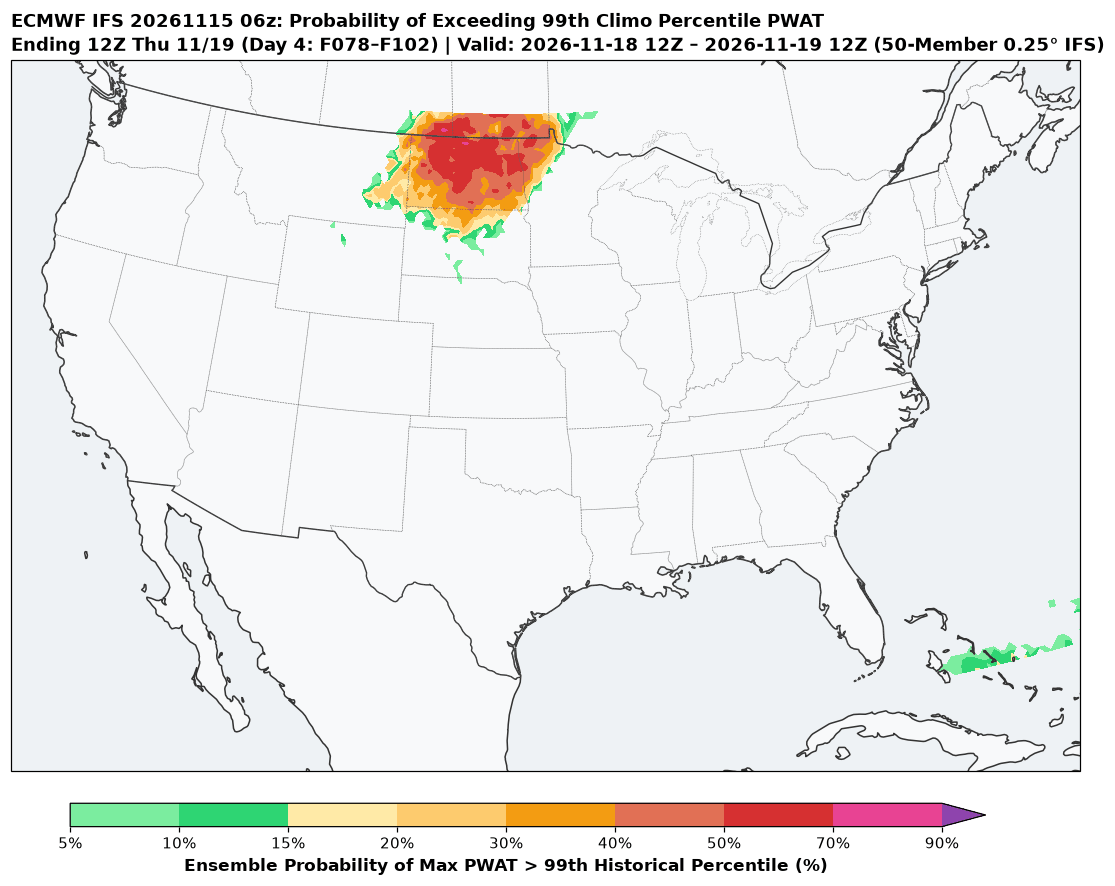 ECMWF IFS 20261115 06z: Probability of Exceeding 99th Climo Percentile PWAT
Ending 12Z Thu 11/19 (Day 4: F078–F102) | Valid: 2026-11-18 12Z – 2026-11-19 12Z (50-Member 0.25° IFS)
5% 10% 15% 20% 30% 40% 50% 70% 90%
Ensemble Probability of Max PWAT > 99th Historical Percentile (%)